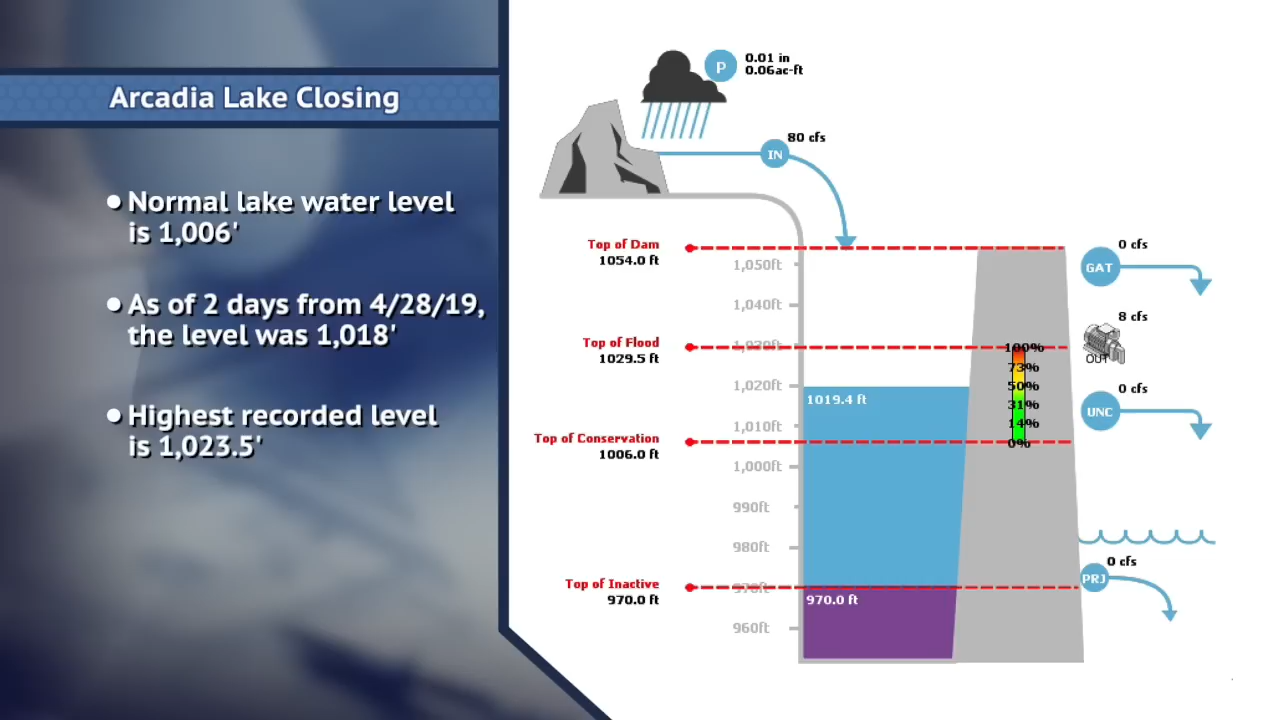 Arcadia Lake Closing
• Normal lake water level
is 1,006'
• As of 2 days from 4/28/19,
the level was 1,018'
• Highest recorded level
is 1,023.5'
P
0.01 in
0.06ac-ft
80 cfs
IN
Top of Dam
1054.0 ft
1,050ft
1,040ft
Top of Flood
1029.5 ft
1,030ft
1,020ft
1019.4 ft
1,010ft
Top of Conservation
1006.0 ft
1,000ft
990ft
980ft
Top of Inactive
970.0 ft
970ft
970.0 ft
960ft
100%
73%
50%
31%
14%
0%
0 cfs
GAT
8 cfs
OUT
0 cfs
UNC
0 cfs
PRJ